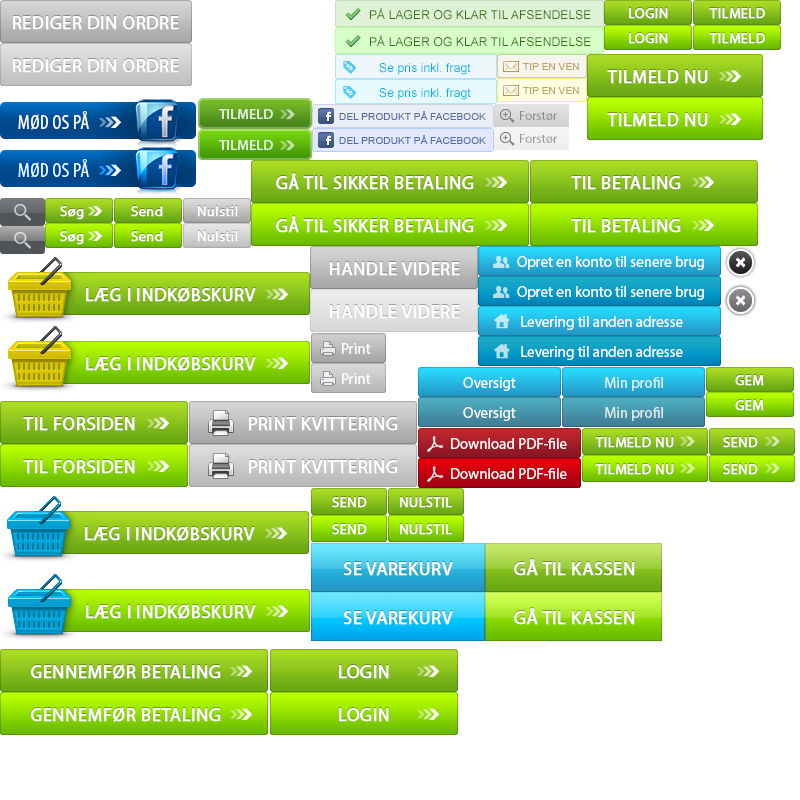 REDIGER DIN ORDRE
REDIGER DIN ORDRE
PÅ LAGER OG KLAR TIL AFSENDELSE
PÅ LAGER OG KLAR TIL AFSENDELSE
LOGIN
TILMELD
LOGIN
TILMELD
Se pris inkl. fragt
TIP EN VEN
Se pris inkl. fragt
TIP EN VEN
TILMELD NU
TILMELD NU
MØD OS PÅ
MØD OS PÅ
TILMELD
TILMELD
DEL PRODUKT PÅ FACEBOOK
Forstør
DEL PRODUKT PÅ FACEBOOK
Forstør
GÅ TIL SIKKER BETALING
TIL BETALING
GÅ TIL SIKKER BETALING
TIL BETALING
Søg
Send
Nulstil
Søg
Send
Nulstil
LÆG I INDKØBSKURV
LÆG I INDKØBSKURV
HANDLE VIDERE
HANDLE VIDERE
Opret en konto til senere brug
Opret en konto til senere brug
Levering til anden adresse
Levering til anden adresse
Print
Print
Oversigt
Min profil
Oversigt
Min profil
GEM
GEM
TIL FORSIDEN
PRINT KVITTERING
TIL FORSIDEN
PRINT KVITTERING
Download PDF-file
Download PDF-file
TILMELD NU
SEND
TILMELD NU
SEND
LÆG I INDKØBSKURV
LÆG I INDKØBSKURV
SEND
NULSTIL
SEND
NULSTIL
SE VAREKURV
GÅ TIL KASSEN
SE VAREKURV
GÅ TIL KASSEN
GENNEMFØR BETALING
LOGIN
GENNEMFØR BETALING
LOGIN